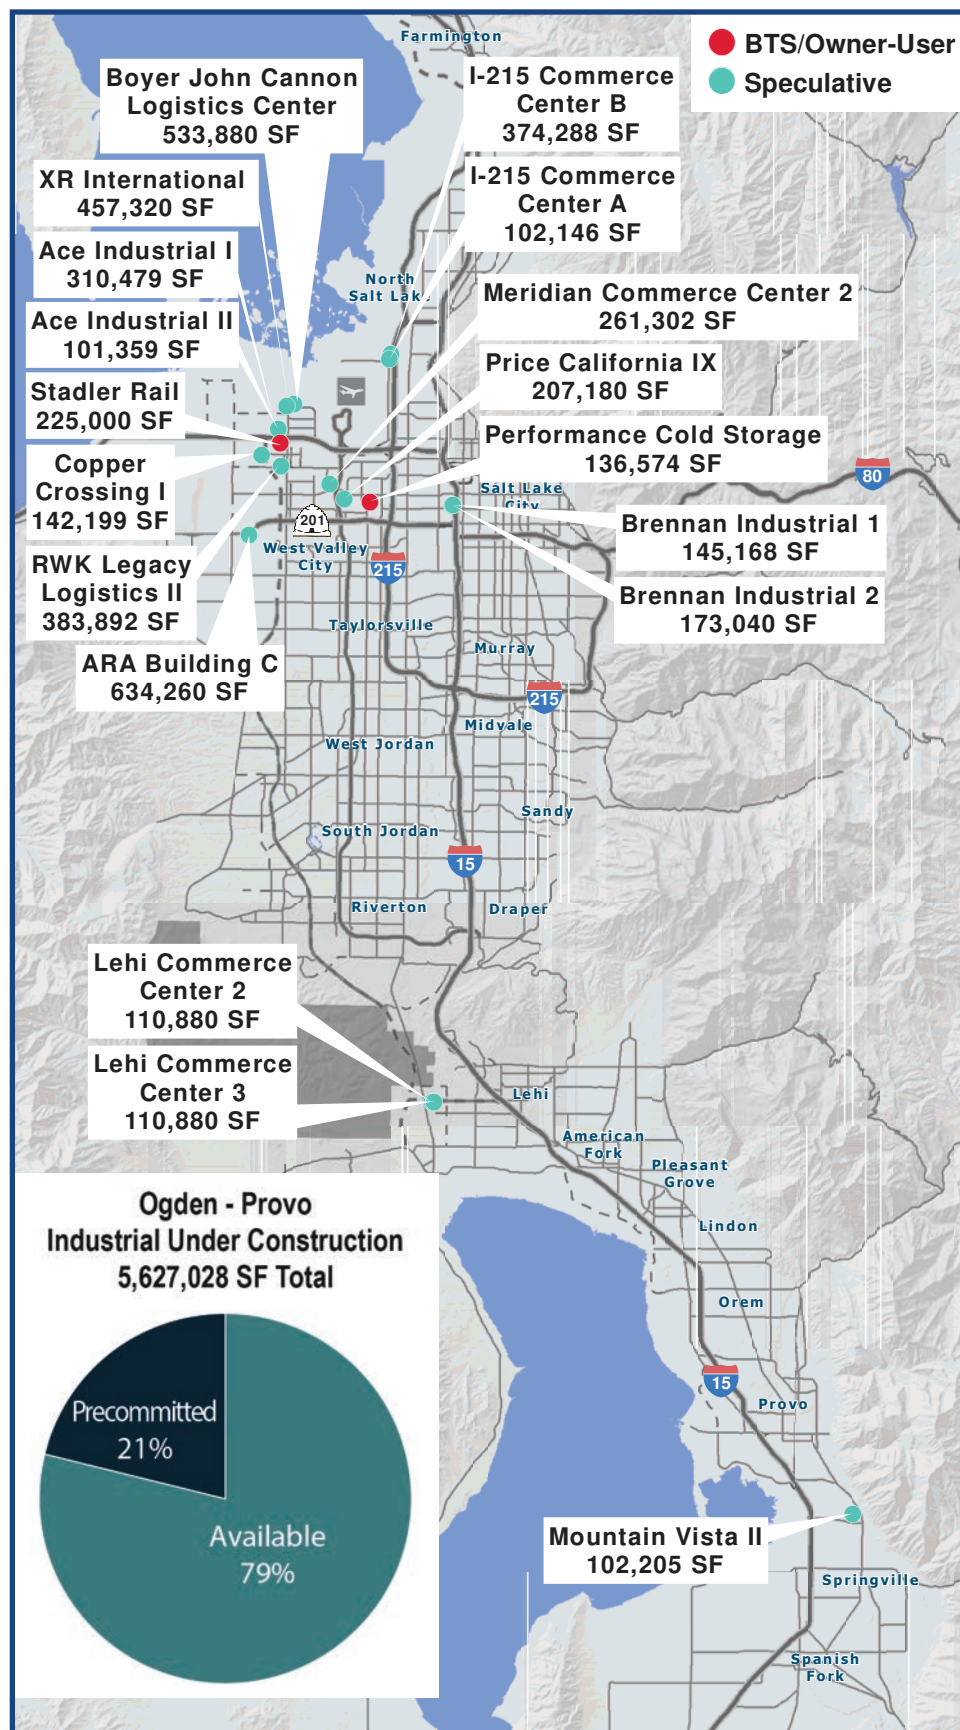 Farmington
BTS/Owner-User
Speculative
Boyer John Cannon
Logistics Center
533,880 SF
I-215 Commerce
Center B
374,288 SF
XR International
457,320 SF
I-215 Commerce
Center A
102,146 SF
Ace Industrial I
310,479 SF
North
Salt Lake
Meridian Commerce Center 2
261,302 SF
Ace Industrial II
101,359 SF
Price California IX
207,180 SF
Stadler Rail
225,000 SF
Performance Cold Storage
136,574 SF
Copper
Crossing I
142,199 SF
80
Salt Lake
City
201
Brennan Industrial 1
145,168 SF
West Valley
City
215
RWK Legacy
Logistics II
383,892 SF
Brennan Industrial 2
173,040 SF
Taylorsville
Murray
ARA Building C
634,260 SF
215
Midvale
West Jordan
Sandy
South Jordan
15
Riverton
Draper
Lehi Commerce
Center 2
110,880 SF
Lehi Commerce
Center 3
110,880 SF
Lehi
American
Fork
Pleasant
Grove
Lindon
Orem
15
Provo
Ogden - Provo
Industrial Under Construction
5,627,028 SF Total
Precommitted
21%
Available
79%
Mountain Vista II
102,205 SF
Springville
Spanish
Fork